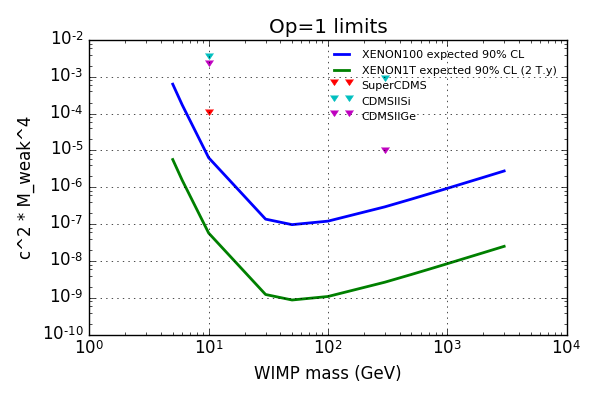 Op=1 limits
10^-2
10^-3
10^-4
10^-5
10^-6
10^-7
10^-8
10^-9
10^-10
c^2 * M_weak^4
XENON100 expected 90% CL
XENON1T expected 90% CL (2 T.y)
SuperCDMS
CDMSIISi
CDMSIIGe
10^0 10^1 10^2 10^3 10^4
WIMP mass (GeV)